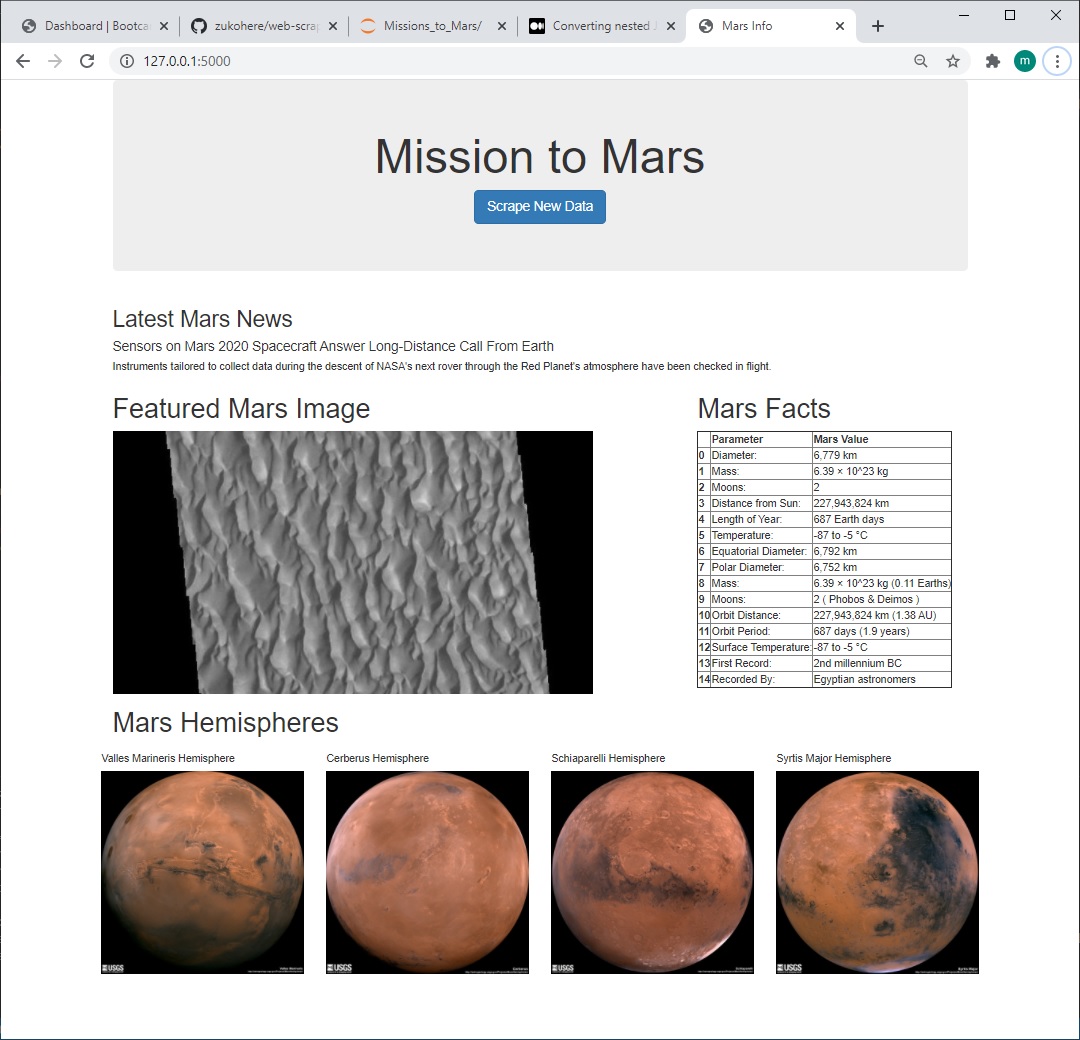 Dashboard | Bootca
zukohere/web-scrap
Missions_to_Mars/
Converting nested J
Mars Info
127.0.0.1:5000
m
Mission to Mars
Scrape New Data
Latest Mars News
Sensors on Mars 2020 Spacecraft Answer Long-Distance Call From Earth
Instruments tailored to collect data during the descent of NASA's next rover through the Red Planet's atmosphere have been checked in flight.
Featured Mars Image
Mars Facts
Parameter Mars Value
0 Diameter: 6,779 km
1 Mass: 6.39 × 10^23 kg
2 Moons: 2
3 Distance from Sun: 227,943,824 km
4 Length of Year: 687 Earth days
5 Temperature: -87 to -5 °C
6 Equatorial Diameter: 6,792 km
7 Polar Diameter: 6,752 km
8 Mass: 6.39 × 10^23 kg (0.11 Earths)
9 Moons: 2 ( Phobos & Deimos )
10 Orbit Distance: 227,943,824 km (1.38 AU)
11 Orbit Period: 687 days (1.9 years)
12 Surface Temperature: -87 to -5 °C
13 First Record: 2nd millennium BC
14 Recorded By: Egyptian astronomers
Mars Hemispheres
Valles Marineris Hemisphere
Cerberus Hemisphere
Schiaparelli Hemisphere
Syrtis Major Hemisphere
USGS
USGS
USGS
USGS